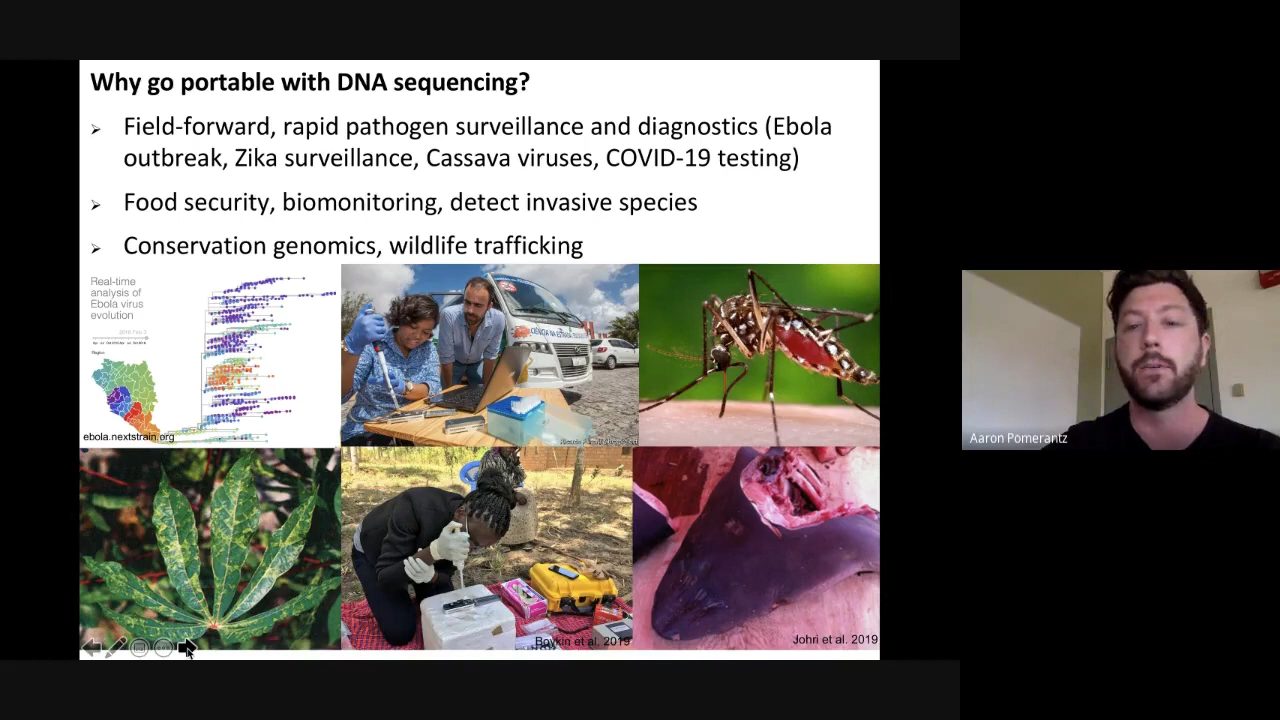 Why go portable with DNA sequencing?
Field-forward, rapid pathogen surveillance and diagnostics (Ebola
outbreak, Zika surveillance, Cassava viruses, COVID-19 testing)
Food security, biomonitoring, detect invasive species
Conservation genomics, wildlife trafficking
Real-time
analysis of
Ebola virus
evolution
ebola.nextstrain.org
Boykin et al. 2019
Johri et al. 2019
Aaron Pomerantz